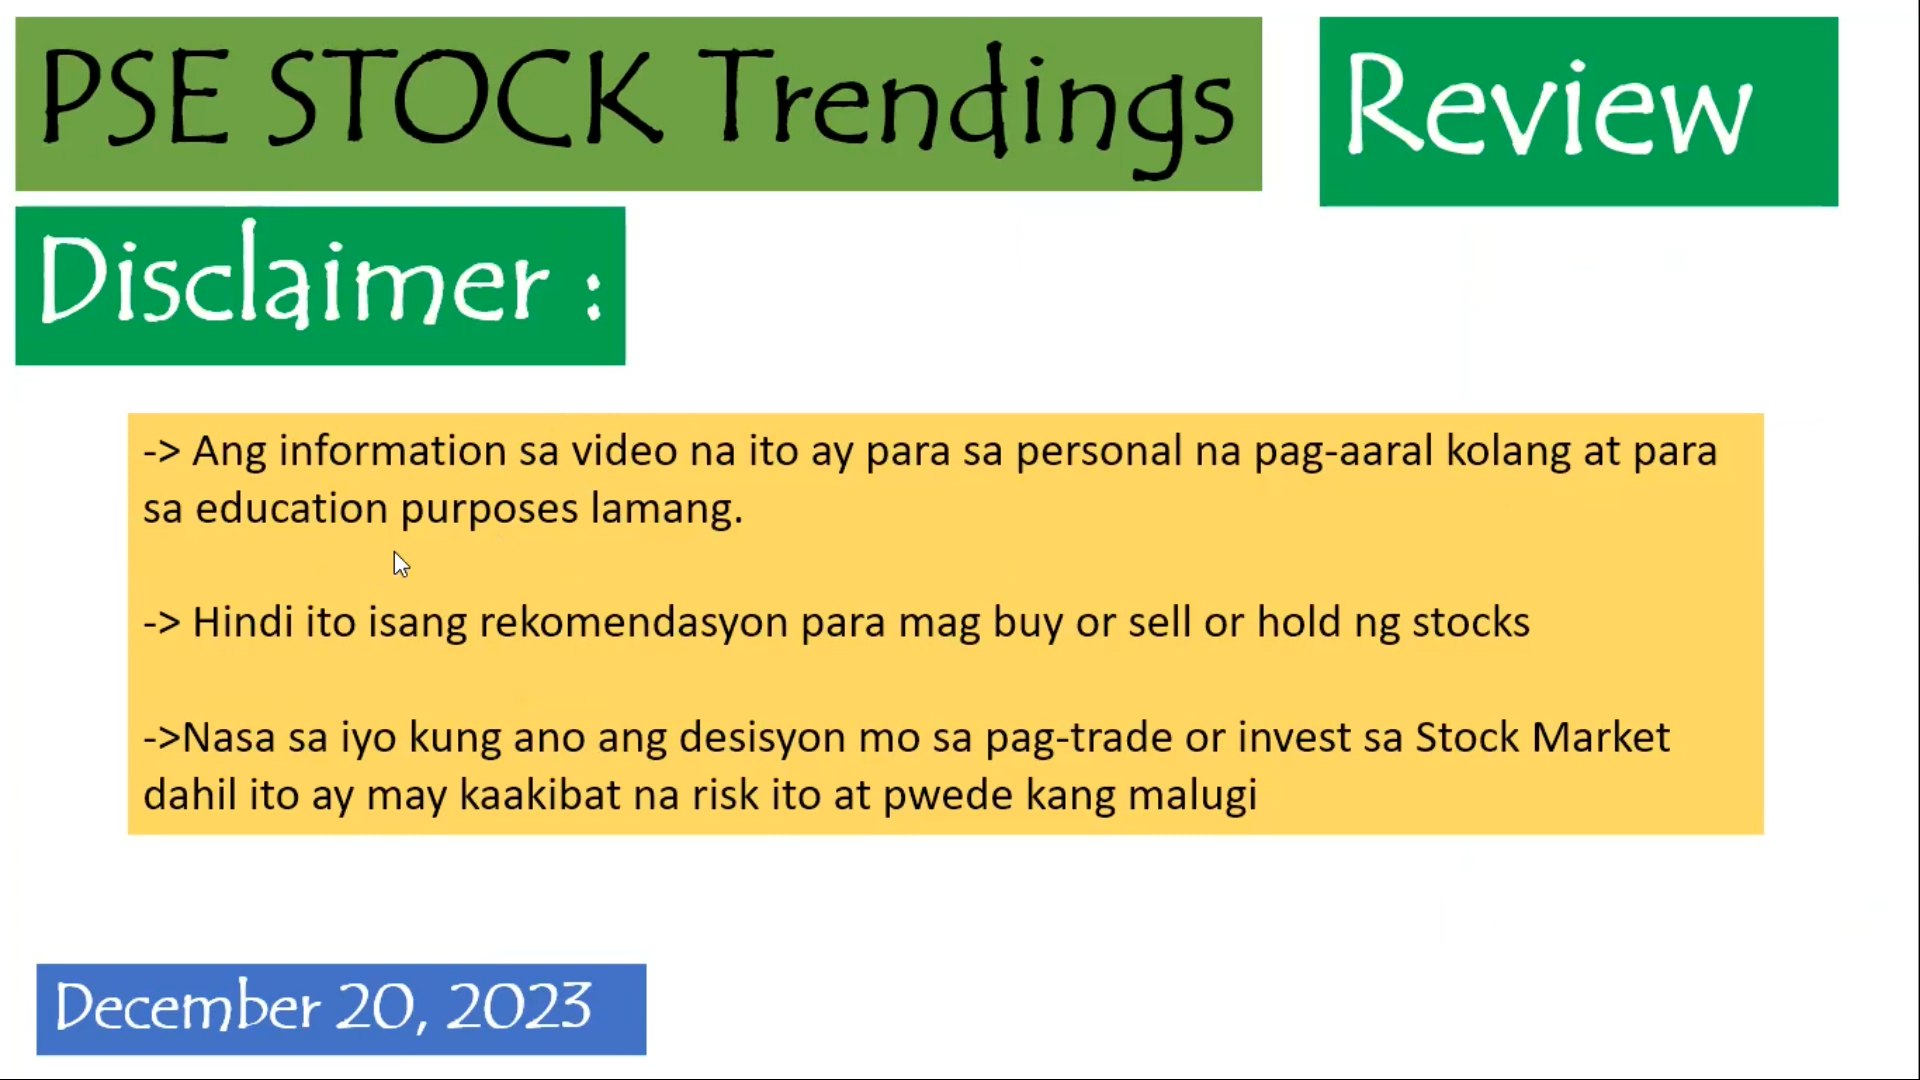 PSE STOCK Trendings
Review
Disclaimer :
-> Ang information sa video na ito ay para sa personal na pag-aaral kolang at para
sa education purposes lamang.
-> Hindi ito isang rekomendasyon para mag buy or sell or hold ng stocks
->Nasa sa iyo kung ano ang desisyon mo sa pag-trade or invest sa Stock Market
dahil ito ay may kaakibat na risk ito at pwede kang malugi
December 20, 2023